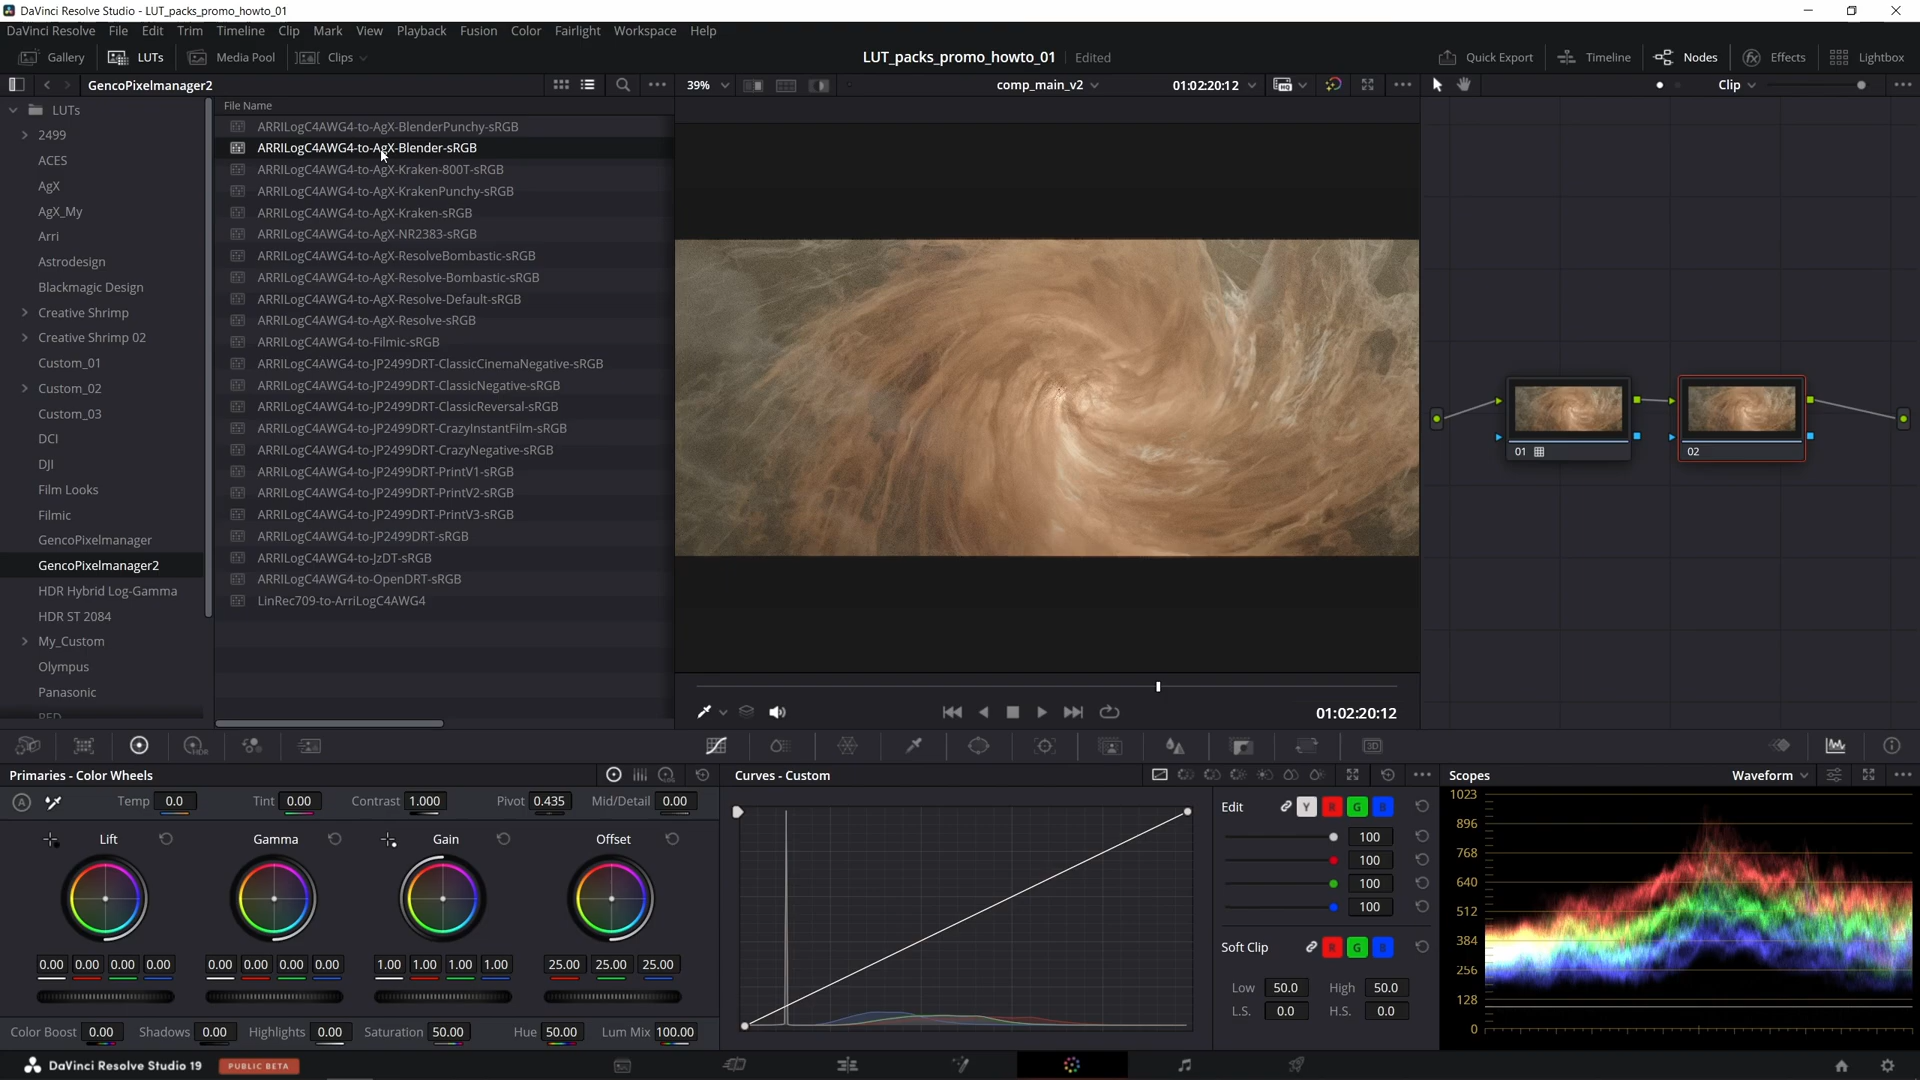 DaVinci Resolve Studio - LUT_packs_promo_howto_01
DaVinci Resolve File Edit Trim Timeline Clip Mark View Playback Fusion Color Fairlight Workspace Help
Gallery LUTs Media Pool Clips LUT_packs_promo_howto_01 Edited Quick Export Timeline Nodes Effects Lightbox
GencoPixelmanager2 39% comp_main_v2 01:02:20:12 Clip
LUTs
2499
ACES
AgX
AgX_My
Arri
Astrodesign
Blackmagic Design
Creative Shrimp
Creative Shrimp 02
Custom_01
Custom_02
Custom_03
DCI
DJI
Film Looks
Filmic
GencoPixelmanager
GencoPixelmanager2
HDR Hybrid Log-Gamma
HDR ST 2084
My_Custom
Olympus
Panasonic
RED
File Name
ARRILogC4AWG4-to-AgX-BlenderPunchy-sRGB
ARRILogC4AWG4-to-AgX-Blender-sRGB
ARRILogC4AWG4-to-AgX-Kraken-800T-sRGB
ARRILogC4AWG4-to-AgX-KrakenPunchy-sRGB
ARRILogC4AWG4-to-AgX-Kraken-sRGB
ARRILogC4AWG4-to-AgX-NR2383-sRGB
ARRILogC4AWG4-to-AgX-ResolveBombastic-sRGB
ARRILogC4AWG4-to-AgX-Resolve-Bombastic-sRGB
ARRILogC4AWG4-to-AgX-Resolve-Default-sRGB
ARRILogC4AWG4-to-AgX-Resolve-sRGB
ARRILogC4AWG4-to-Filmic-sRGB
ARRILogC4AWG4-to-JP2499DRT-ClassicCinemaNegative-sRGB
ARRILogC4AWG4-to-JP2499DRT-ClassicNegative-sRGB
ARRILogC4AWG4-to-JP2499DRT-ClassicReversal-sRGB
ARRILogC4AWG4-to-JP2499DRT-CrazyInstantFilm-sRGB
ARRILogC4AWG4-to-JP2499DRT-CrazyNegative-sRGB
ARRILogC4AWG4-to-JP2499DRT-PrintV1-sRGB
ARRILogC4AWG4-to-JP2499DRT-PrintV2-sRGB
ARRILogC4AWG4-to-JP2499DRT-PrintV3-sRGB
ARRILogC4AWG4-to-JP2499DRT-sRGB
ARRILogC4AWG4-to-JzDT-sRGB
ARRILogC4AWG4-to-OpenDRT-sRGB
LinRec709-to-ArriLogC4AWG4
01 02
01:02:20:12
Primaries - Color Wheels
A Temp 0.0 Tint 0.00 Contrast 1.000 Pivot 0.435 Mid/Detail 0.00
Lift Gamma Gain Offset
0.00 0.00 0.00 0.00 0.00 0.00 0.00 0.00 1.00 1.00 1.00 1.00 25.00 25.00 25.00
Color Boost 0.00 Shadows 0.00 Highlights 0.00 Saturation 50.00 Hue 50.00 Lum Mix 100.00
Curves - Custom
Edit Y R G B
100
100
100
100
Soft Clip R G B
Low 50.0 High 50.0
L.S. 0.0 H.S. 0.0
Scopes Waveform
1023
896
768
640
512
384
256
128
0
DaVinci Resolve Studio 19 PUBLIC BETA